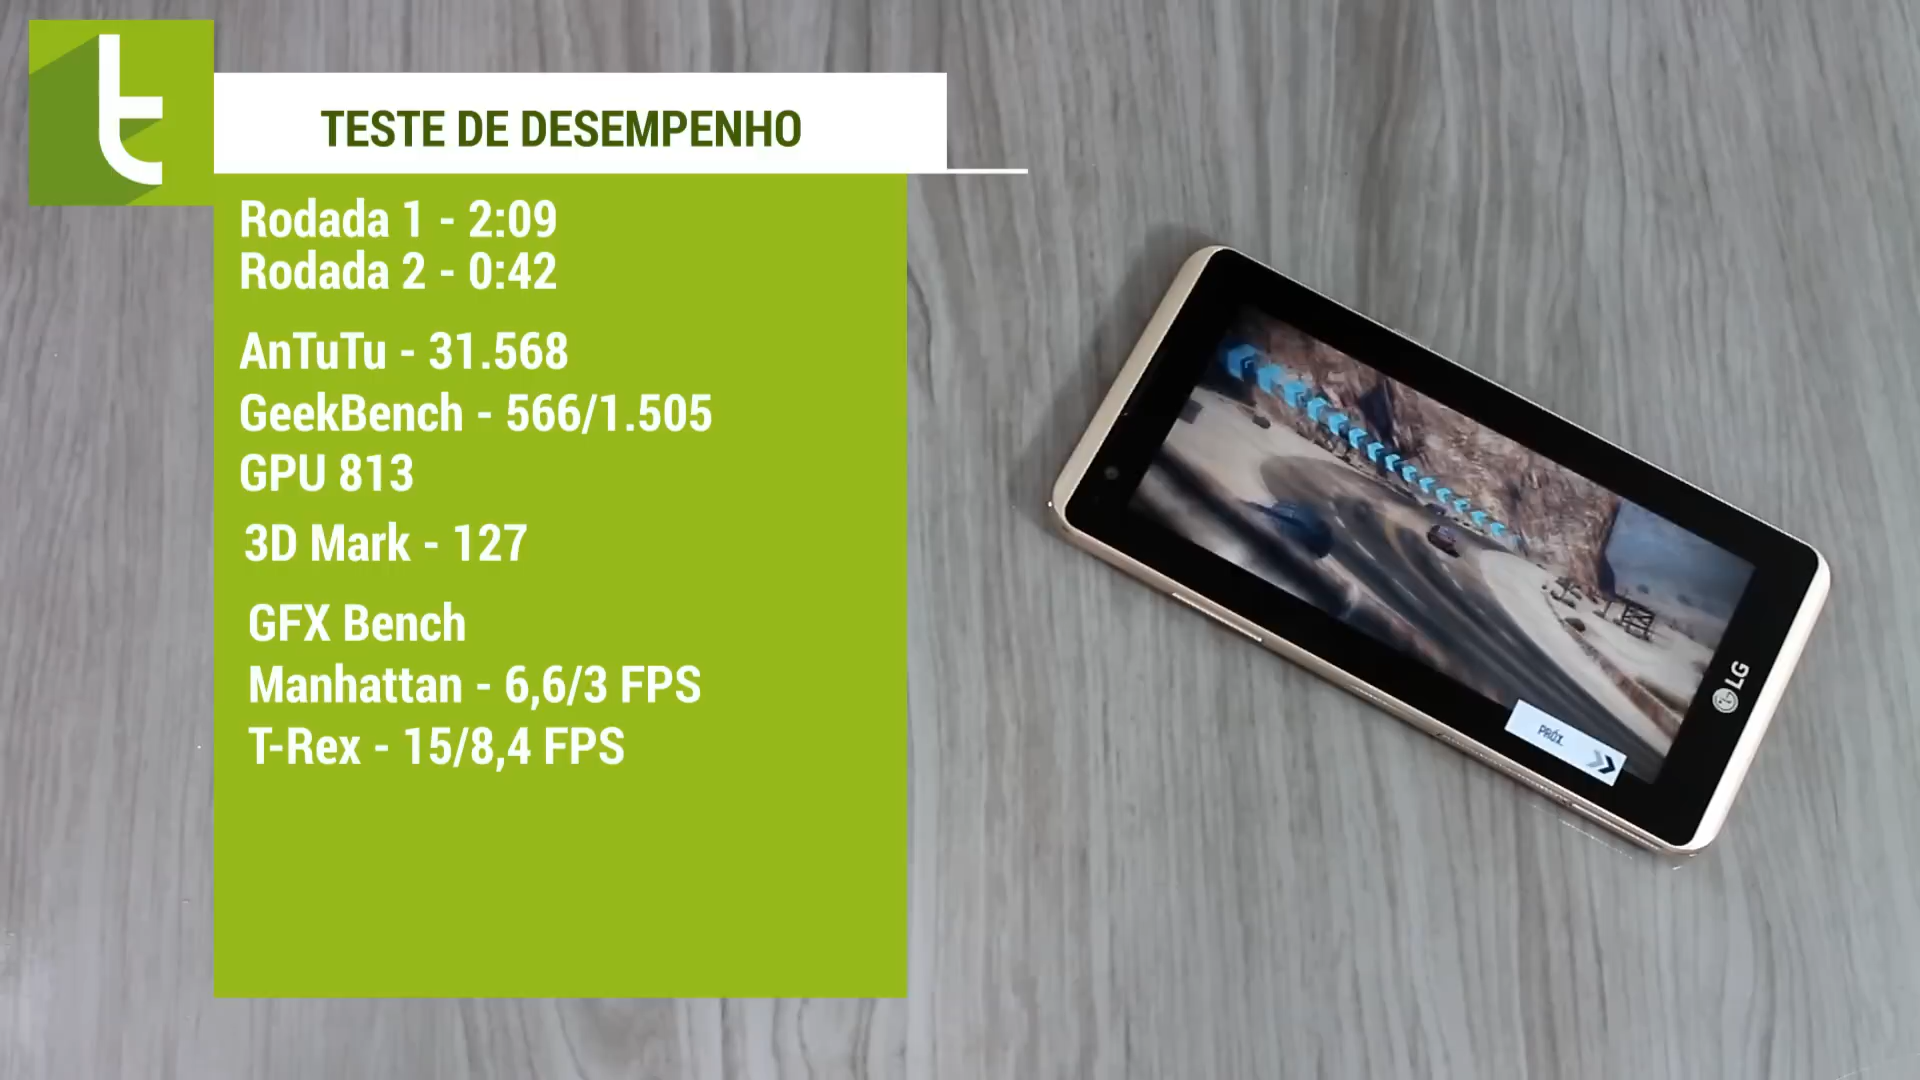 t
TESTE DE DESEMPENHO
Rodada 1 - 2:09
Rodada 2 - 0:42
AnTuTu - 31.568
GeekBench - 566/1.505
GPU 813
3D Mark - 127
GFX Bench
Manhattan - 6,6/3 FPS
T-Rex - 15/8,4 FPS
PRÓX.
LG